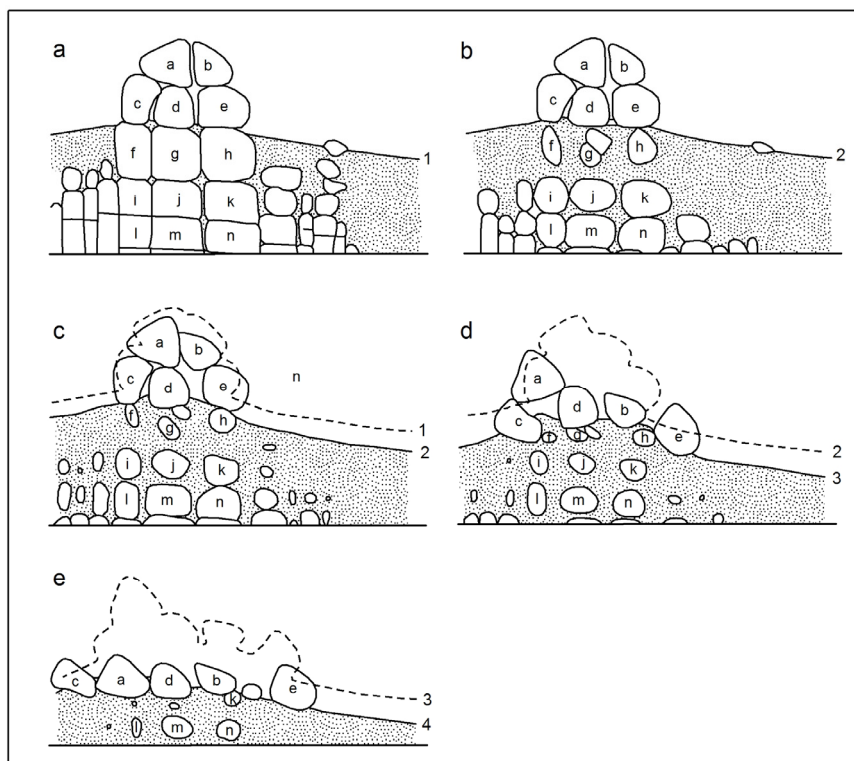 a
a b
c d e
f g h
i j k
l m n
1
b
a b
c d e
f g h
i j k
l m n
2
c
a b
c d e
f g h
i j k
l m n
n
1
2
d
a
c d b
f g h e
i j k
l m n
2
3
e
c a d b e
k
l m n
3
4